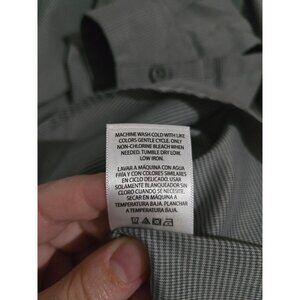 MACHINE WASH COLD WITH LIKE
COLORS GENTLE CYCLE. ONLY
NON-CHLORINE BLEACH WHEN
NEEDED. TUMBLE DRY LOW.
LOW IRON.
LAVAR A MÁQUINA CON AGUA
FRÍA Y CON COLORES SIMILARES
EN CICLO DELICADO. USAR
SOLAMENTE BLANQUEADOR SIN
CLORO CUANDO SE NECESITE.
SECAR EN MÁQUINA A
TEMPERATURA BAJA. PLANCHAR
A TEMPERATURA BAJA.